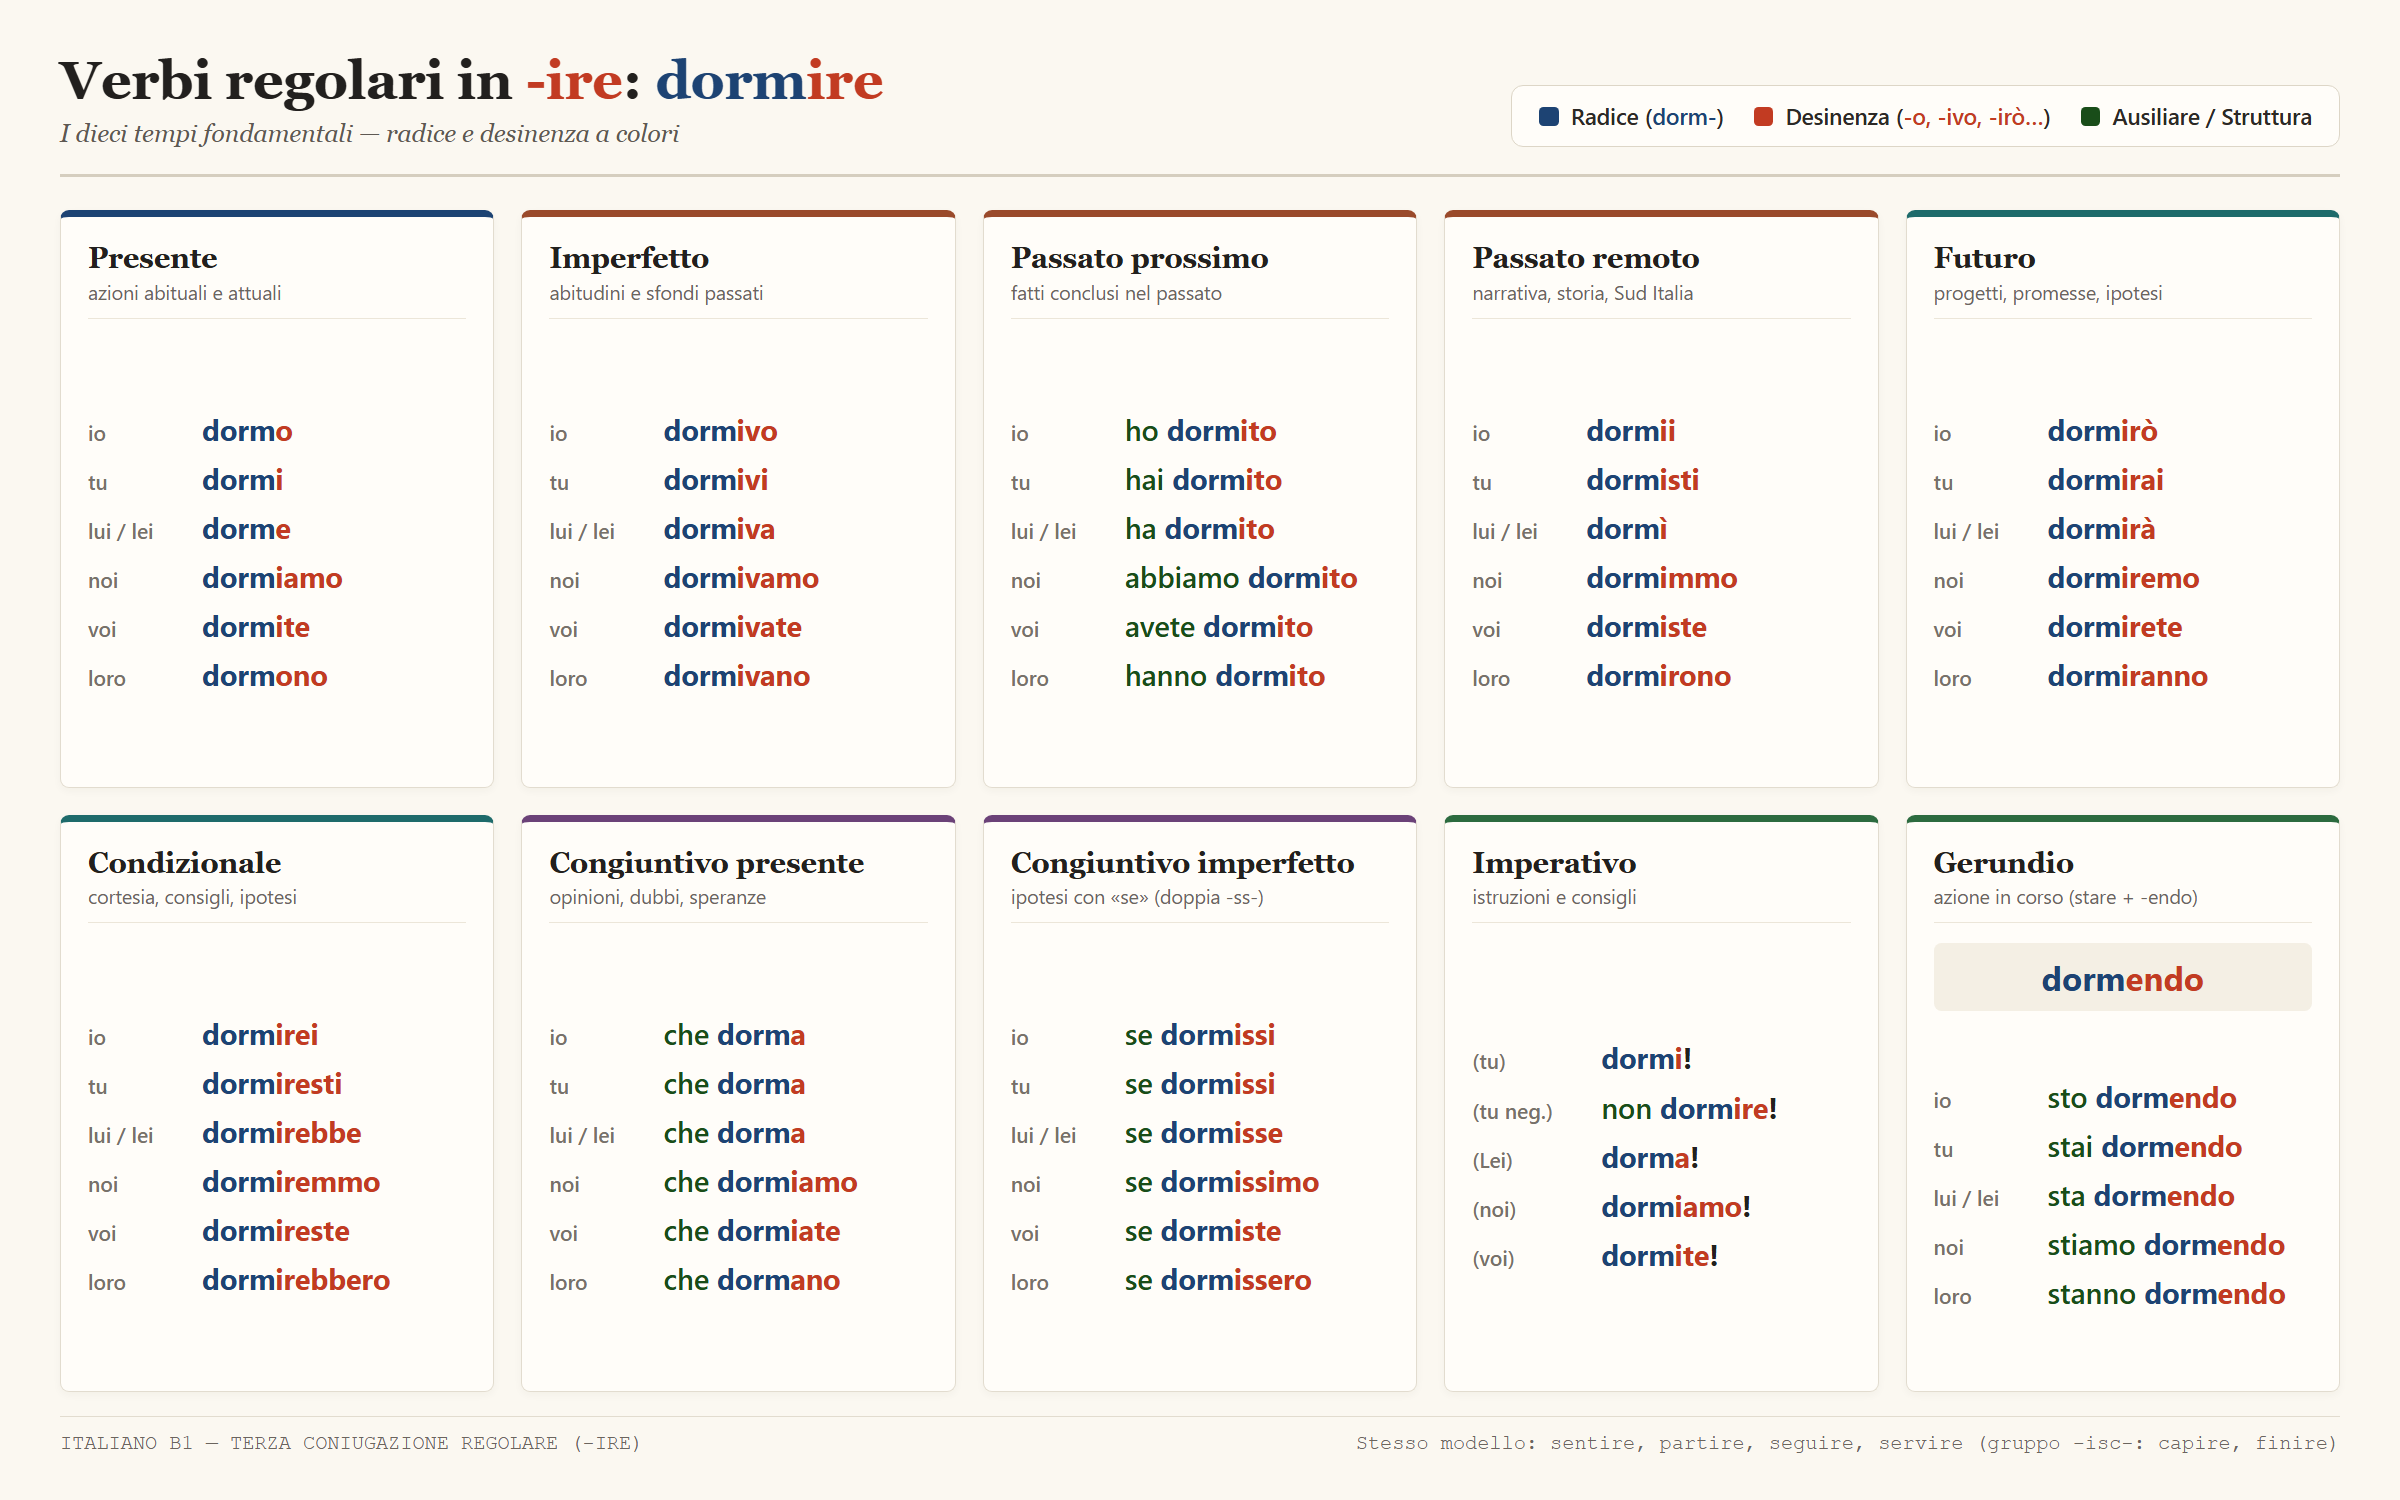 Verbi regolari in -ire: dormire
I dieci tempi fondamentali — radice e desinenza a colori
Radice (dorm-) Desinenza (-o, -ivo, -irò...) Ausiliare / Struttura
Presente
azioni abituali e attuali
io dormo
tu dormi
lui / lei dorme
noi dormiamo
voi dormite
loro dormono
Imperfetto
abitudini e sfondi passati
io dormivo
tu dormivi
lui / lei dormiva
noi dormivamo
voi dormivate
loro dormivano
Passato prossimo
fatti conclusi nel passato
io ho dormito
tu hai dormito
lui / lei ha dormito
noi abbiamo dormito
voi avete dormito
loro hanno dormito
Passato remoto
narrativa, storia, Sud Italia
io dormii
tu dormisti
lui / lei dormì
noi dormimmo
voi dormiste
loro dormirono
Futuro
progetti, promesse, ipotesi
io dormirò
tu dormirai
lui / lei dormirà
noi dormiremo
voi dormirete
loro dormiranno
Condizionale
cortesia, consigli, ipotesi
io dormirei
tu dormiresti
lui / lei dormirebbe
noi dormiremmo
voi dormireste
loro dormirebbero
Congiuntivo presente
opinioni, dubbi, speranze
io che dorma
tu che dorma
lui / lei che dorma
noi che dormiamo
voi che dormiate
loro che dormano
Congiuntivo imperfetto
ipotesi con «se» (doppia -ss-)
io se dormissi
tu se dormissi
lui / lei se dormisse
noi se dormissimo
voi se dormiste
loro se dormissero
Imperativo
istruzioni e consigli
(tu) dormi!
(tu neg.) non dormire!
(Lei) dorma!
(noi) dormiamo!
(voi) dormite!
Gerundio
azione in corso (stare + -endo)
dormendo
io sto dormendo
tu stai dormendo
lui / lei sta dormendo
noi stiamo dormendo
loro stanno dormendo
ITALIANO B1 — TERZA CONIUGAZIONE REGOLARE (-IRE)
Stesso modello: sentire, partire, seguire, servire (gruppo -isc-: capire, finire)